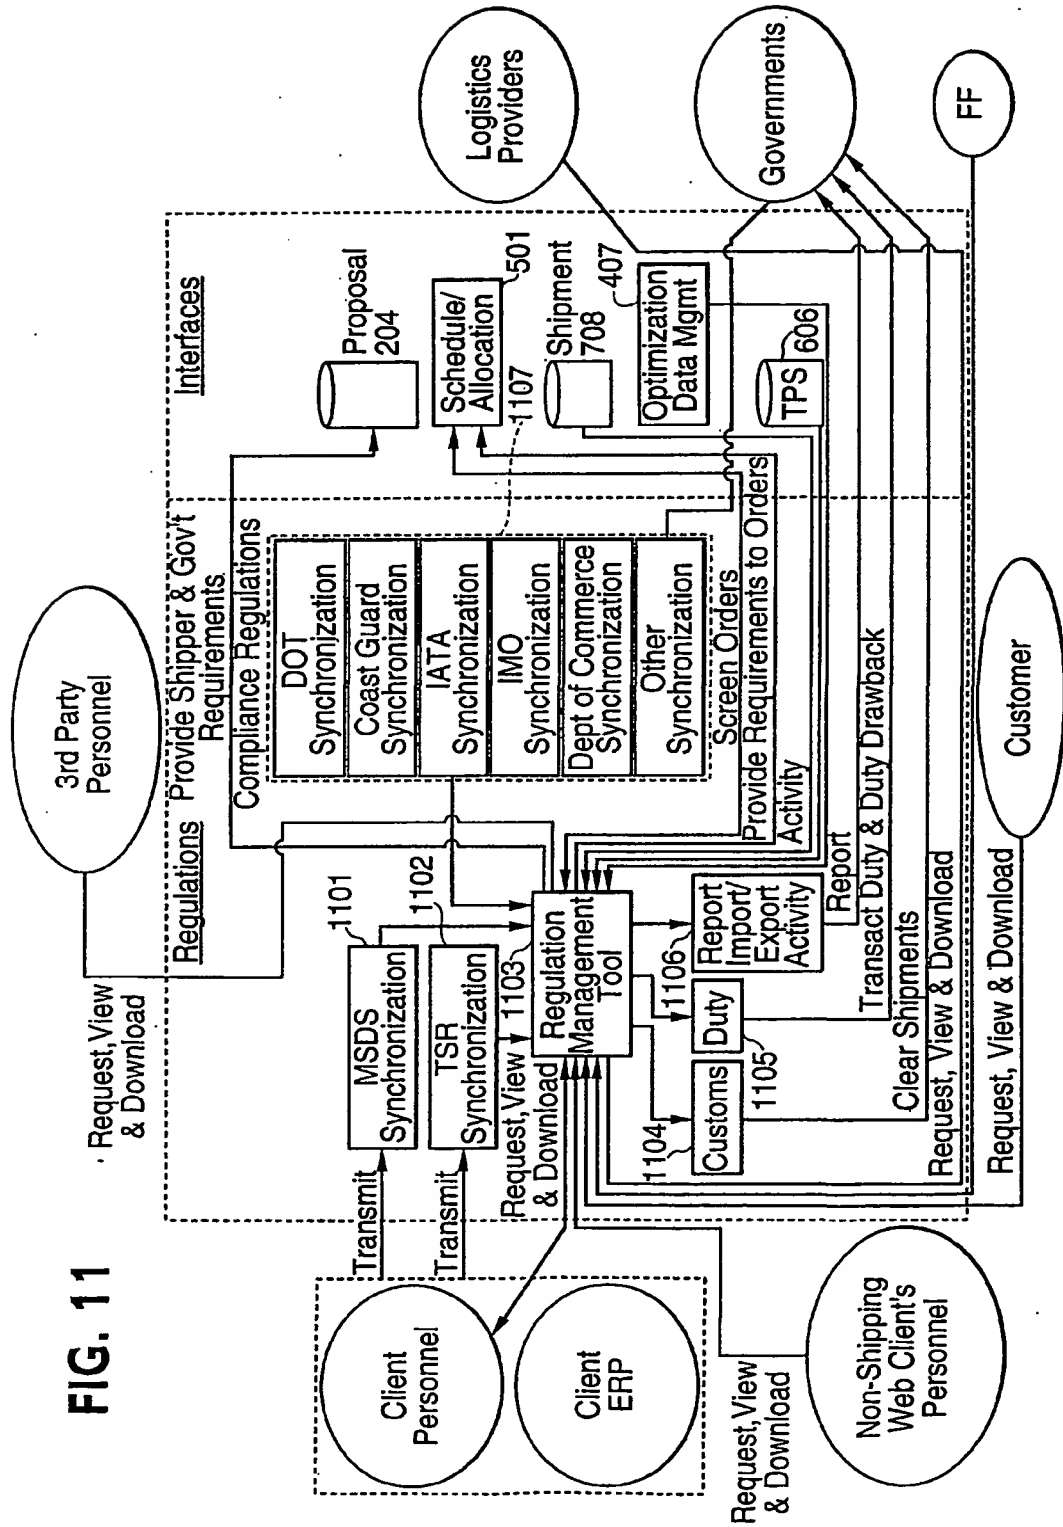 FIG. 11
3rd Party
Personnel
Request,View
& Download
Regulations
Provide Shipper & Gov't
Requirements
Compliance Regulations
Interfaces
Transmit
Transmit
Client
Personnel
Client
ERP
MSDS
Synchronization
1101
TSR
Synchronization
1102
Request,View
& Download
1103
Regulation
Management
Tool
DOT
Synchronization
Coast Guard
Synchronization
IATA
Synchronization
IMO
Synchronization
Dept of Commerce
Synchronization
Other
Synchronization
1107
Proposal
204
Schedule/
Allocation
501
Shipment
708
Optimization
Data Mgmt
407
TPS
606
Logistics
Providers
Governments
FF
Screen Orders
Provide Requirements to Orders
Activity
1104
Customs
Duty
1105
1106
Report
Import/
Export
Activity
Report
Transact Duty & Duty Drawback
Clear Shipments
Request, View & Download
Request, View & Download
Request,View
& Download
Non-Shipping
Web Client's
Personnel
Customer